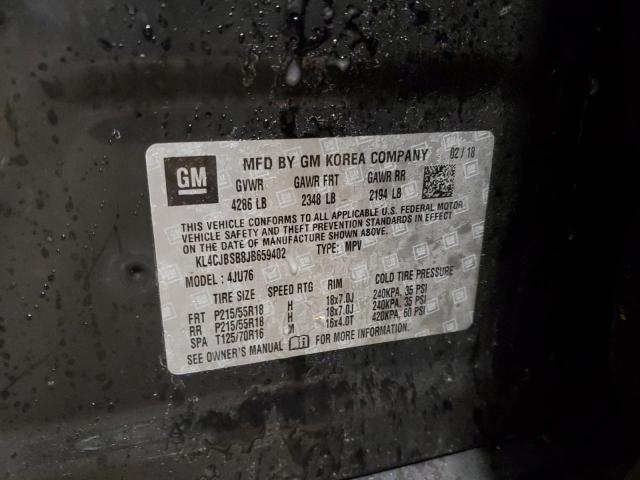 GM MFD BY GM KOREA COMPANY 02 / 18
GVWR GAWR FRT GAWR RR
4286 LB 2348 LB 2194 LB
THIS VEHICLE CONFORMS TO ALL APPLICABLE U.S. FEDERAL MOTOR
VEHICLE SAFETY AND THEFT PREVENTION STANDARDS IN EFFECT
ON THE DATE OF MANUFACTURE SHOWN ABOVE.
KL4CJBSB8JB659402 TYPE: MPV
MODEL: 4JU76
TIRE SIZE SPEED RTG RIM COLD TIRE PRESSURE
FRT P215/55R18 H 18x7.0J 240KPA, 35 PSI
RR P215/55R18 H 18x7.0J 240KPA, 35 PSI
SPA T125/70R16 M 16x4.0T 420KPA, 60 PSI
SEE OWNER'S MANUAL FOR MORE INFORMATION.